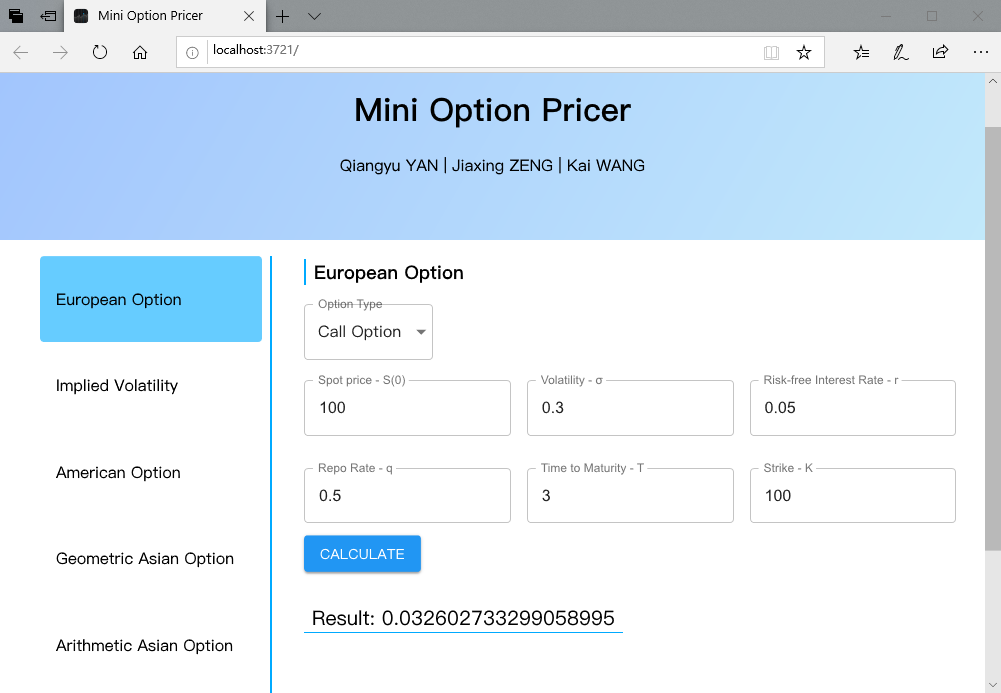 Mini Option Pricer
localhost:3721/
Mini Option Pricer
Qiangyu YAN | Jiaxing ZENG | Kai WANG
European Option
Implied Volatility
American Option
Geometric Asian Option
Arithmetic Asian Option
European Option
Option Type
Call Option
Spot price - S(0)
100
Volatility - σ
0.3
Risk-free Interest Rate - r
0.05
Repo Rate - q
0.5
Time to Maturity - T
3
Strike - K
100
CALCULATE
Result: 0.032602733299058995